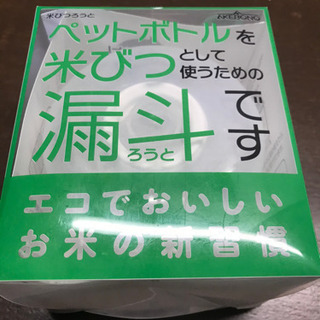 米びつろうと
ペットボトルを
米びつとして
使うための
漏斗です
ろうと
エコでおいしい
お米の新習慣